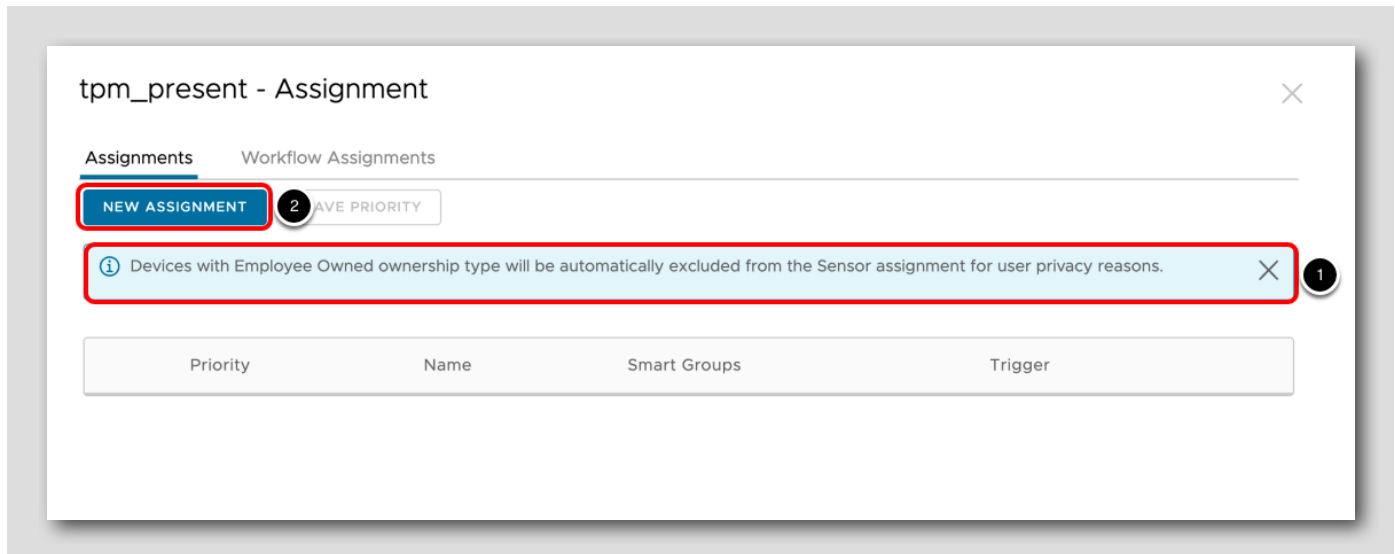 tpm_present - Assignment
Assignments Workflow Assignments
NEW ASSIGNMENT 2 AVE PRIORITY
Devices with Employee Owned ownership type will be automatically excluded from the Sensor assignment for user privacy reasons. 1
Priority Name Smart Groups Trigger